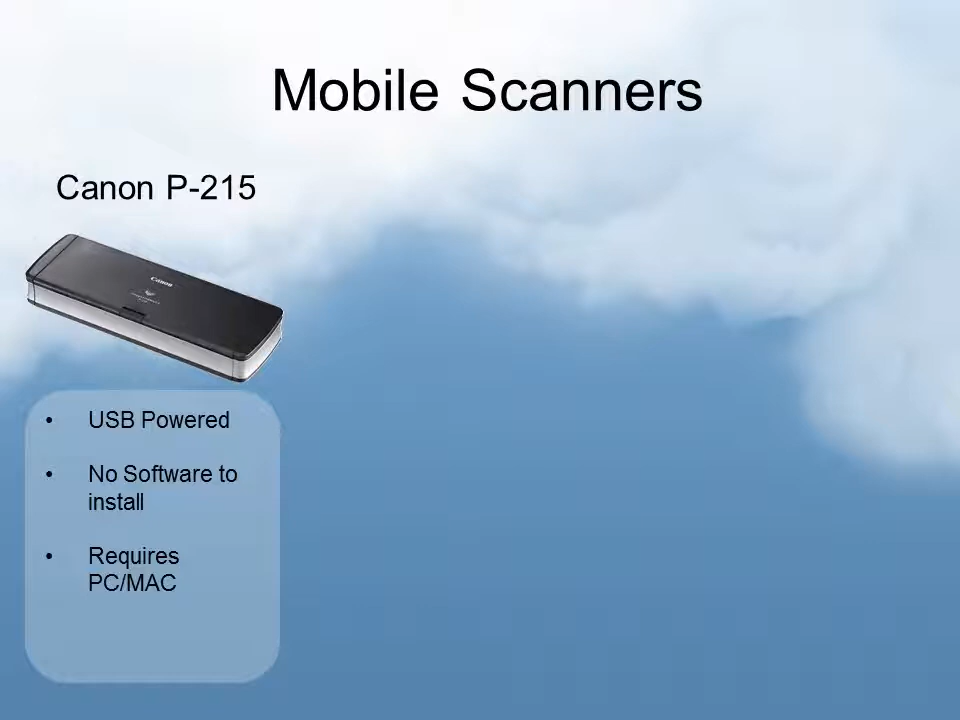 Mobile Scanners
Canon P-215
Canon
• USB Powered
• No Software to
install
• Requires
PC/MAC